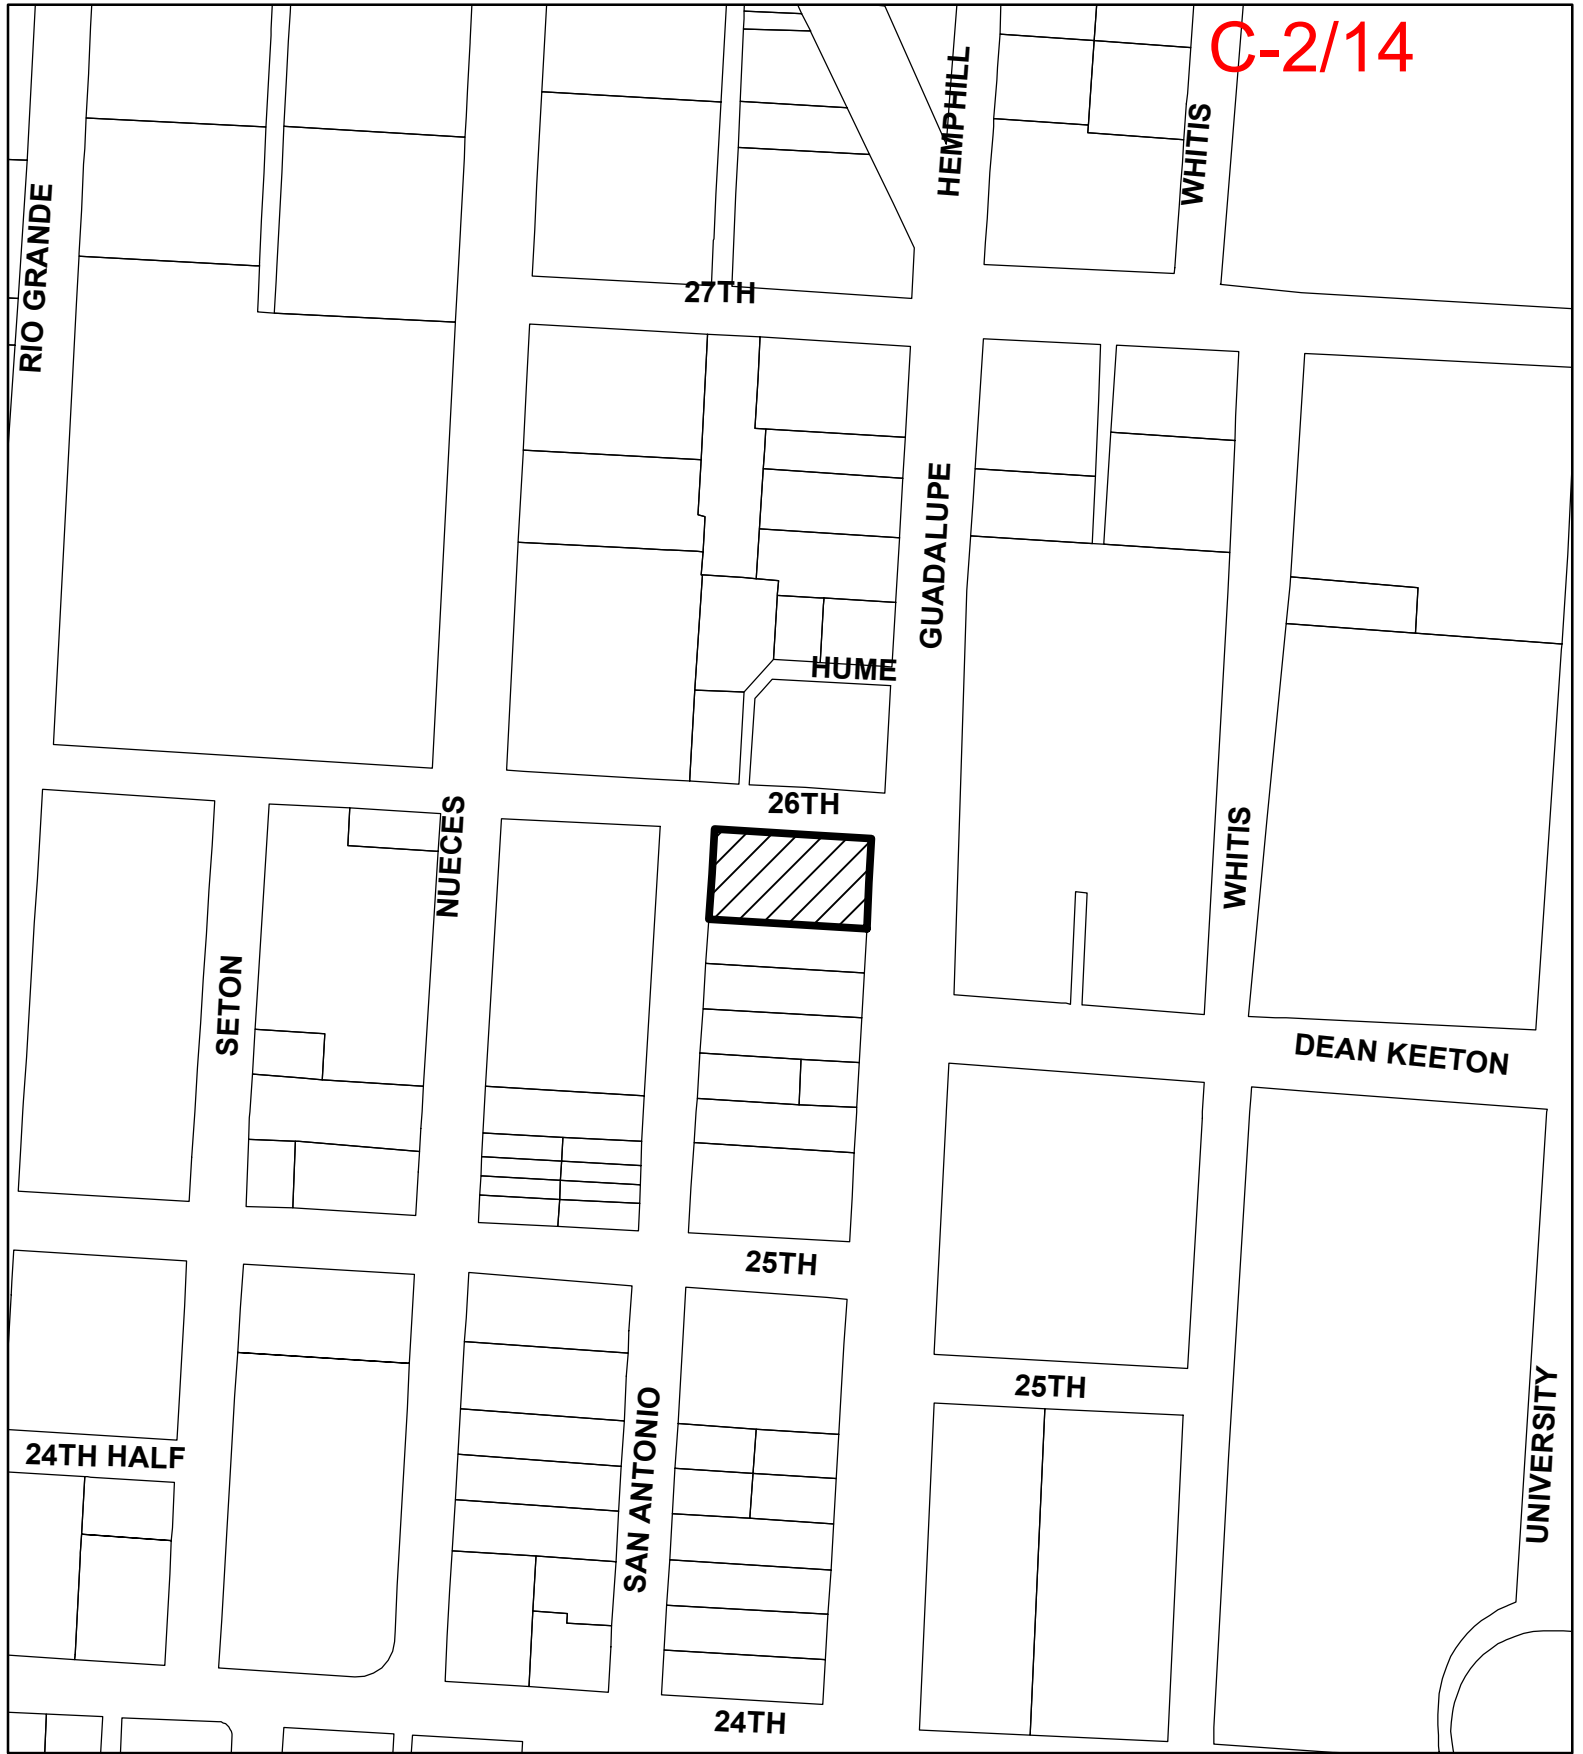 C-2/14
HEMPHILL
WHITIS
RIO GRANDE
27TH
GUADALUPE
HUME
26TH
NUECES
WHITIS
SETON
DEAN KEETON
25TH
25TH
SAN ANTONIO
UNIVERSITY
24TH HALF
24TH